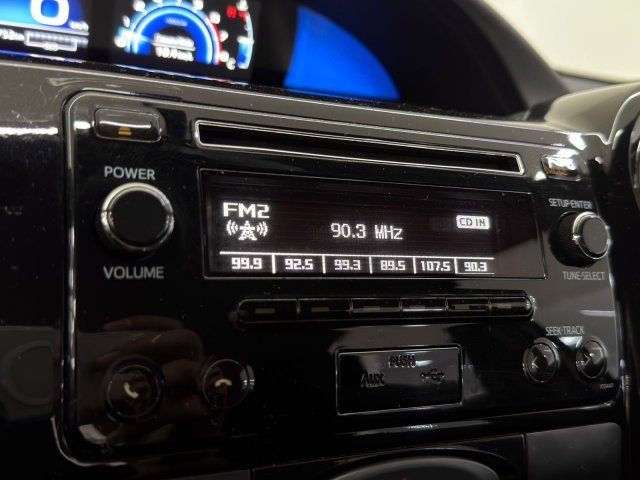 0
POWER
VOLUME
FM2
CD IN
90.3 MHz
99.9 92.5 99.3 89.5 107.5 90.3
SETUP•ENTER
TUNE•SELECT
SEEK•TRACK
PUSH
AUX